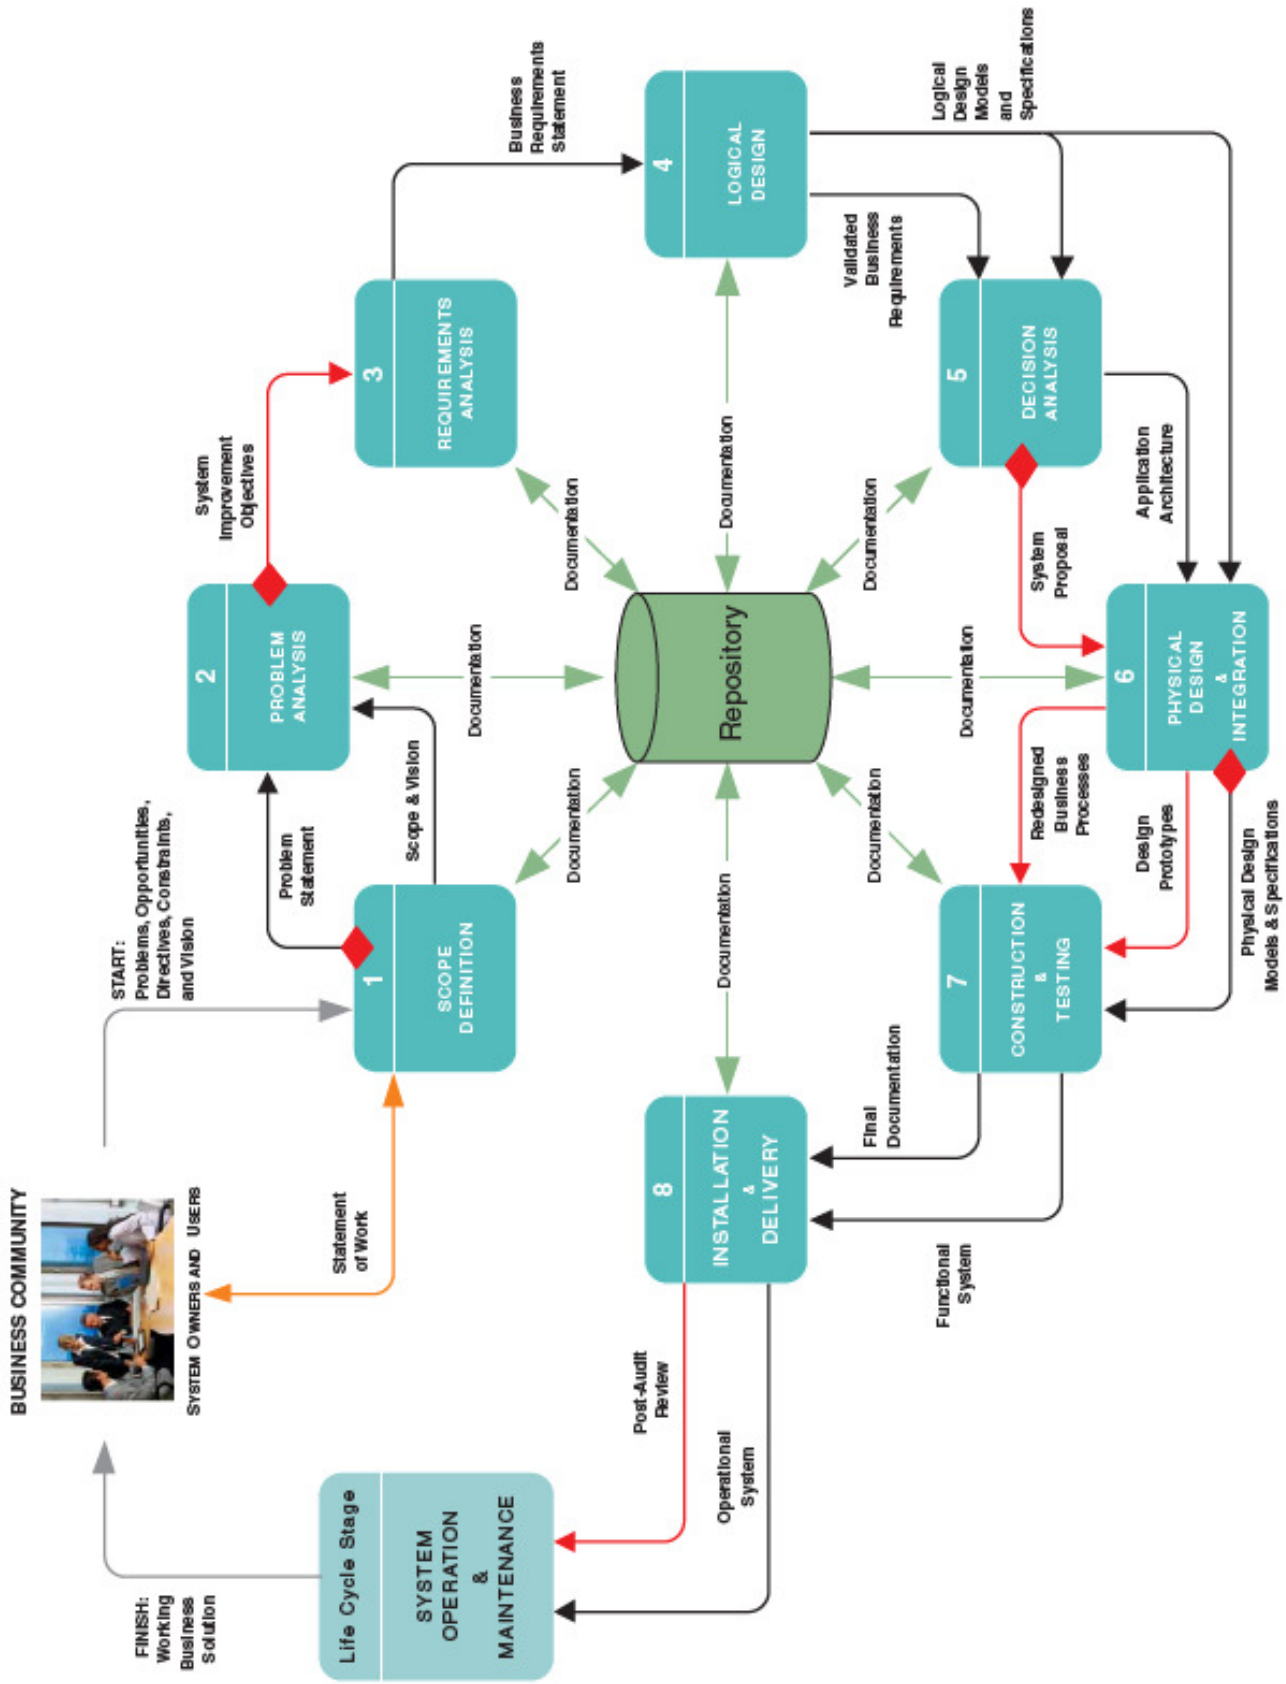 BUSINESS COMMUNITY
SYSTEM OWNERS AND USERS
START:
Problems, Opportunities,
Directives, Constraints,
and Vision
FINISH:
Working
Business
Solution
Statement
of Work
Life Cycle Stage
SYSTEM
OPERATION
&
MAINTENANCE
1
SCOPE
DEFINITION
Problem
Statement
Scope & Vision
2
PROBLEM
ANALYSIS
System
Improvement
Objectives
3
REQUIREMENTS
ANALYSIS
Business
Requirements
Statement
4
LOGICAL
DESIGN
Logical
Design
Models
and
Specifications
Validated
Business
Requirements
5
DECISION
ANALYSIS
System
Proposal
Application
Architecture
6
PHYSICAL
DESIGN
&
INTEGRATION
Redesigned
Business
Processes
Design
Prototypes
Physical Design
Models & Specifications
7
CONSTRUCTION
&
TESTING
Final
Documentation
Functional
System
8
INSTALLATION
&
DELIVERY
Post-Audit
Review
Operational
System
Repository
Documentation
Documentation
Documentation
Documentation
Documentation
Documentation
Documentation
Documentation